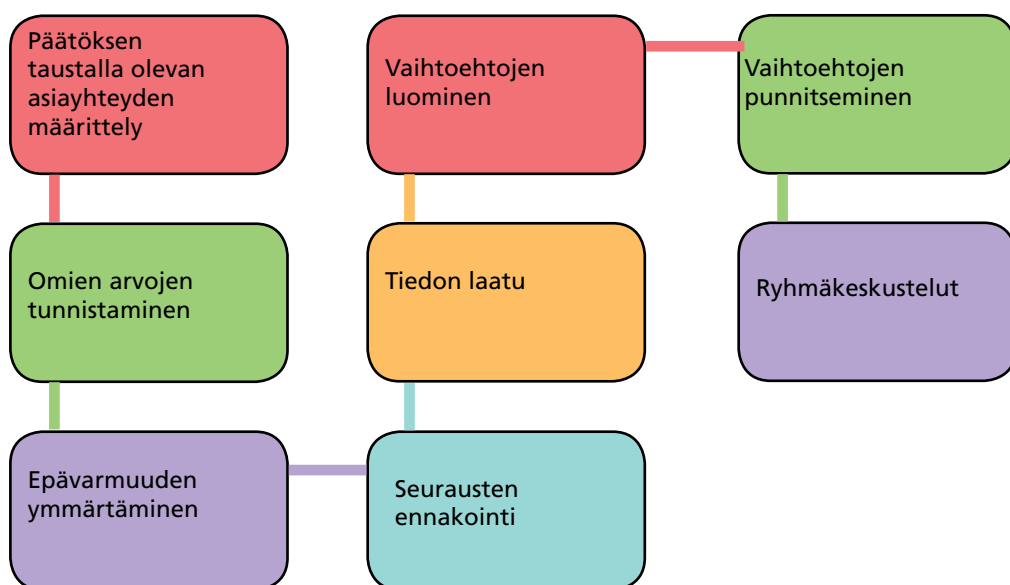 Päätöksen
taustalla olevan
asiayhteyden
määrittely
Omien arvojen
tunnistaminen
Epävarmuuden
ymmärtäminen
Seurausten
ennakointi
Tiedon laatu
Vaihtoehtojen
luominen
Vaihtoehtojen
punnitseminen
Ryhmäkeskustelut